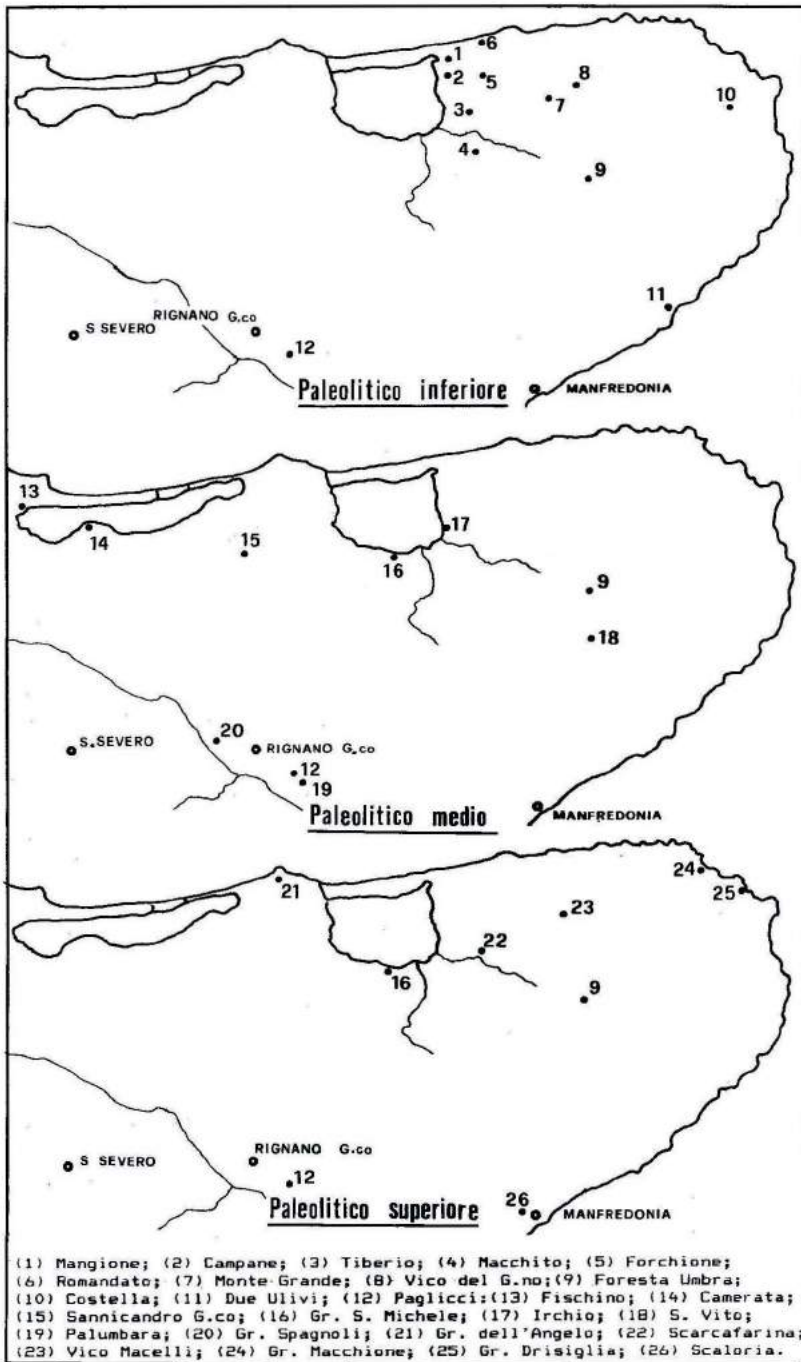 6
1
2
5
8
7
10
3
4
9
11
RIGNANO G.co
S SEVERO
12
Paleolitico inferiore
MANFREDONIA
13
14
15
17
16
9
18
20
S.SEVERO
RIGNANO G.co
12
19
Paleolitico medio
MANFREDONIA
21
24
25
23
22
16
9
RIGNANO G.co
S SEVERO
12
26
MANFREDONIA
Paleolitico superiore
(1) Mangione; (2) Campane; (3) Tiberio; (4) Macchito; (5) Forchione;
(6) Romandato; (7) Monte Grande; (8) Vico del G.no;(9) Foresta Umbra;
(10) Costella; (11) Due Ulivi; (12) Paglicci:(13) Fischino; (14) Camerata;
(15) Sannicandro G.co; (16) Gr. S. Michele; (17) Irchio; (18) S. Vito;
(19) Palumbara; (20) Gr. Spagnoli; (21) Gr. dell'Angelo; (22) Scarcafarina;
(23) Vico Macelli; (24) Gr. Macchione; (25) Gr. Drisiglia; (26) Scaloria.